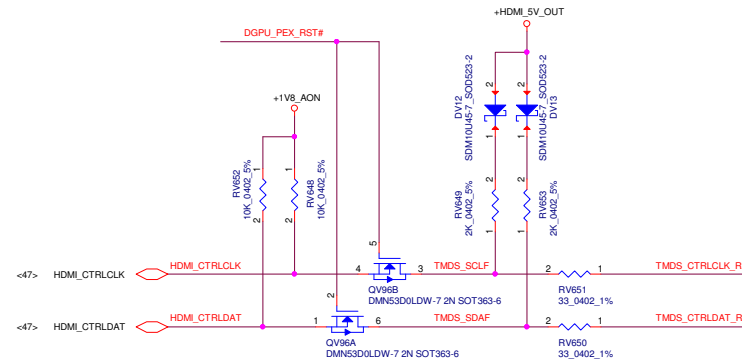 +HDMI_5V_OUT
DGPU_PEX_RST#
+1V8_AON
2
2
DV12
SDM10U45-7_SOD523-2
SDM10U45-7_SOD523-2
DV13
1
1
RV652
10K_0402_5%
1
2
RV648
10K_0402_5%
1
2
RV649
2K_0402_5%
2
1
RV653
2K_0402_5%
2
1
<47> HDMI_CTRLCLK
HDMI_CTRLCLK
4
5
3
TMDS_SCLF
2
1
TMDS_CTRLCLK_R
QV96B
DMN53D0LDW-7 2N SOT363-6
RV651
33_0402_1%
<47> HDMI_CTRLDAT
HDMI_CTRLDAT
1
2
6
TMDS_SDAF
2
1
TMDS_CTRLDAT_R
QV96A
DMN53D0LDW-7 2N SOT363-6
RV650
33_0402_1%